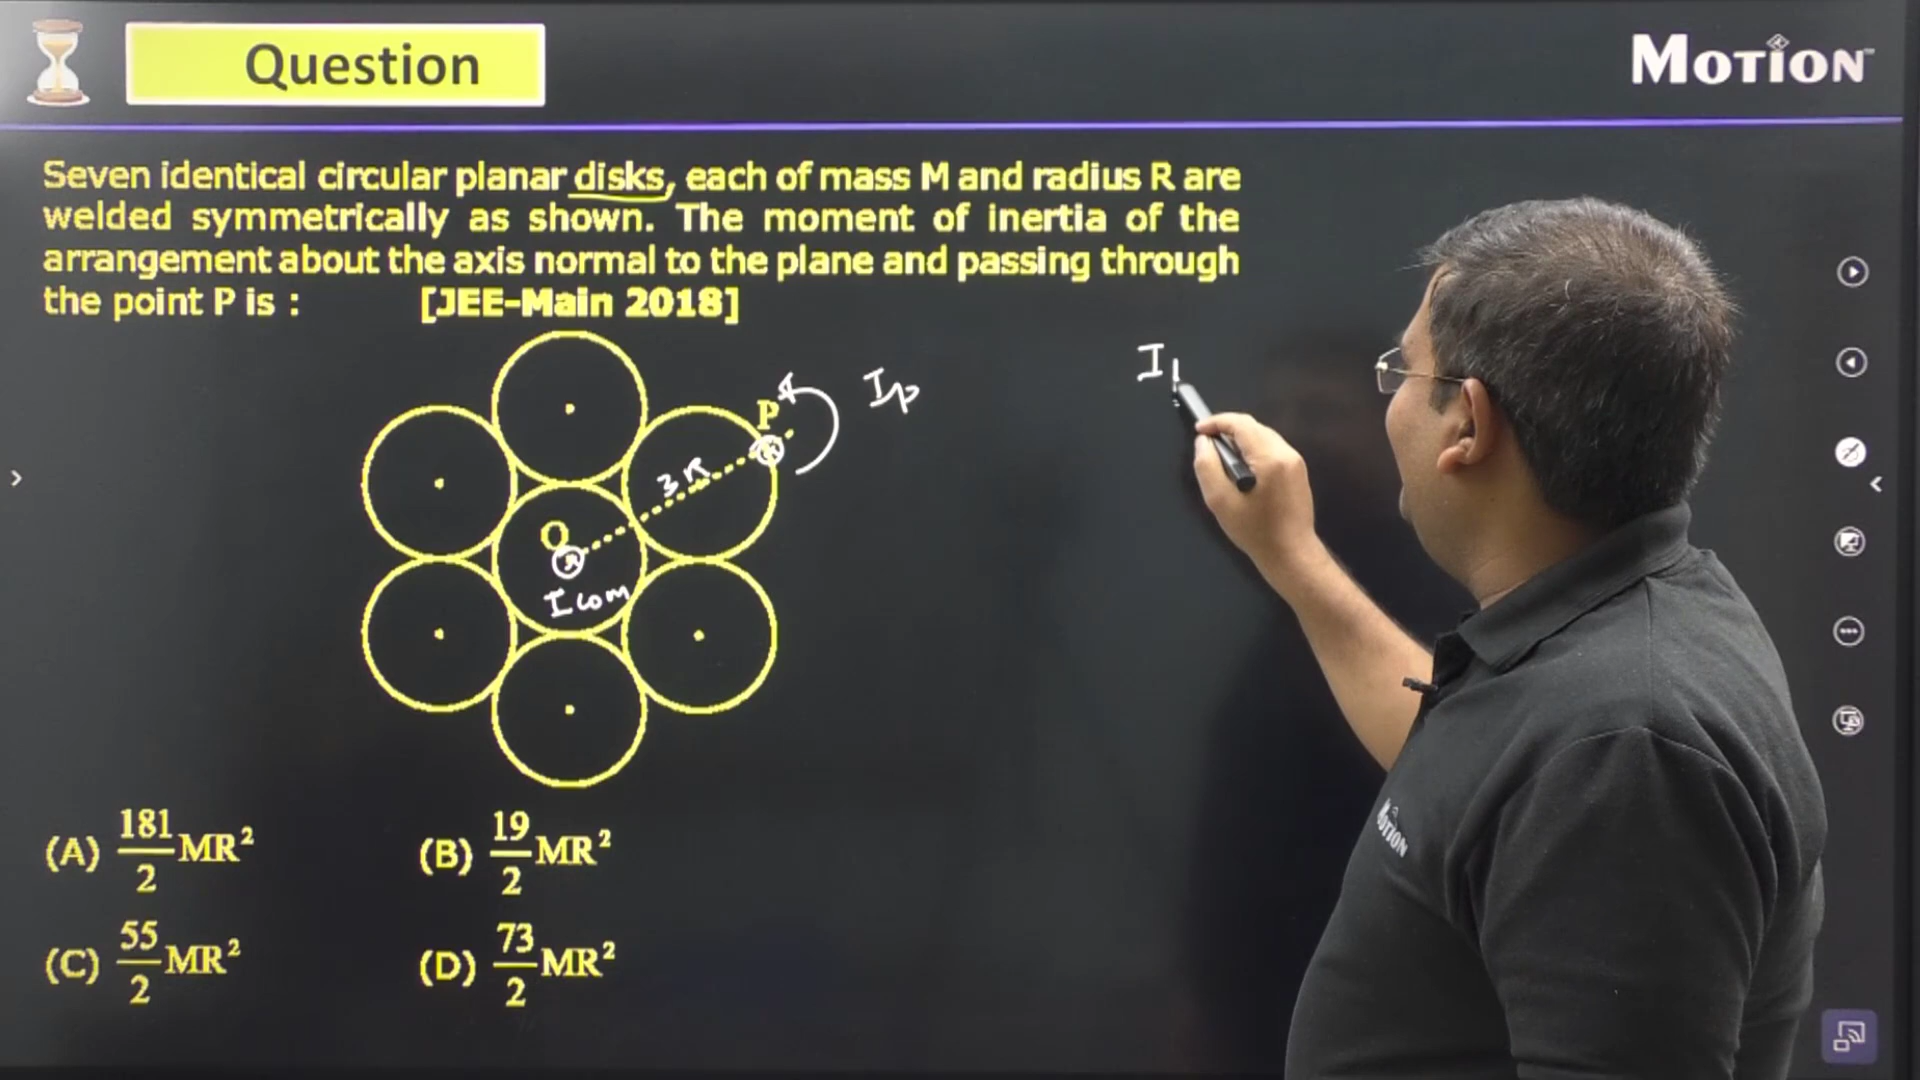 Question
MOTION
Seven identical circular planar disks, each of mass M and radius R are
welded symmetrically as shown. The moment of inertia of the
arrangement about the axis normal to the plane and passing through
the point P is : [JEE-Main 2018]
P
Ip
I
3R
O
Icom
(A) 181/2 MR²
(B) 19/2 MR²
(C) 55/2 MR²
(D) 73/2 MR²
MOTION